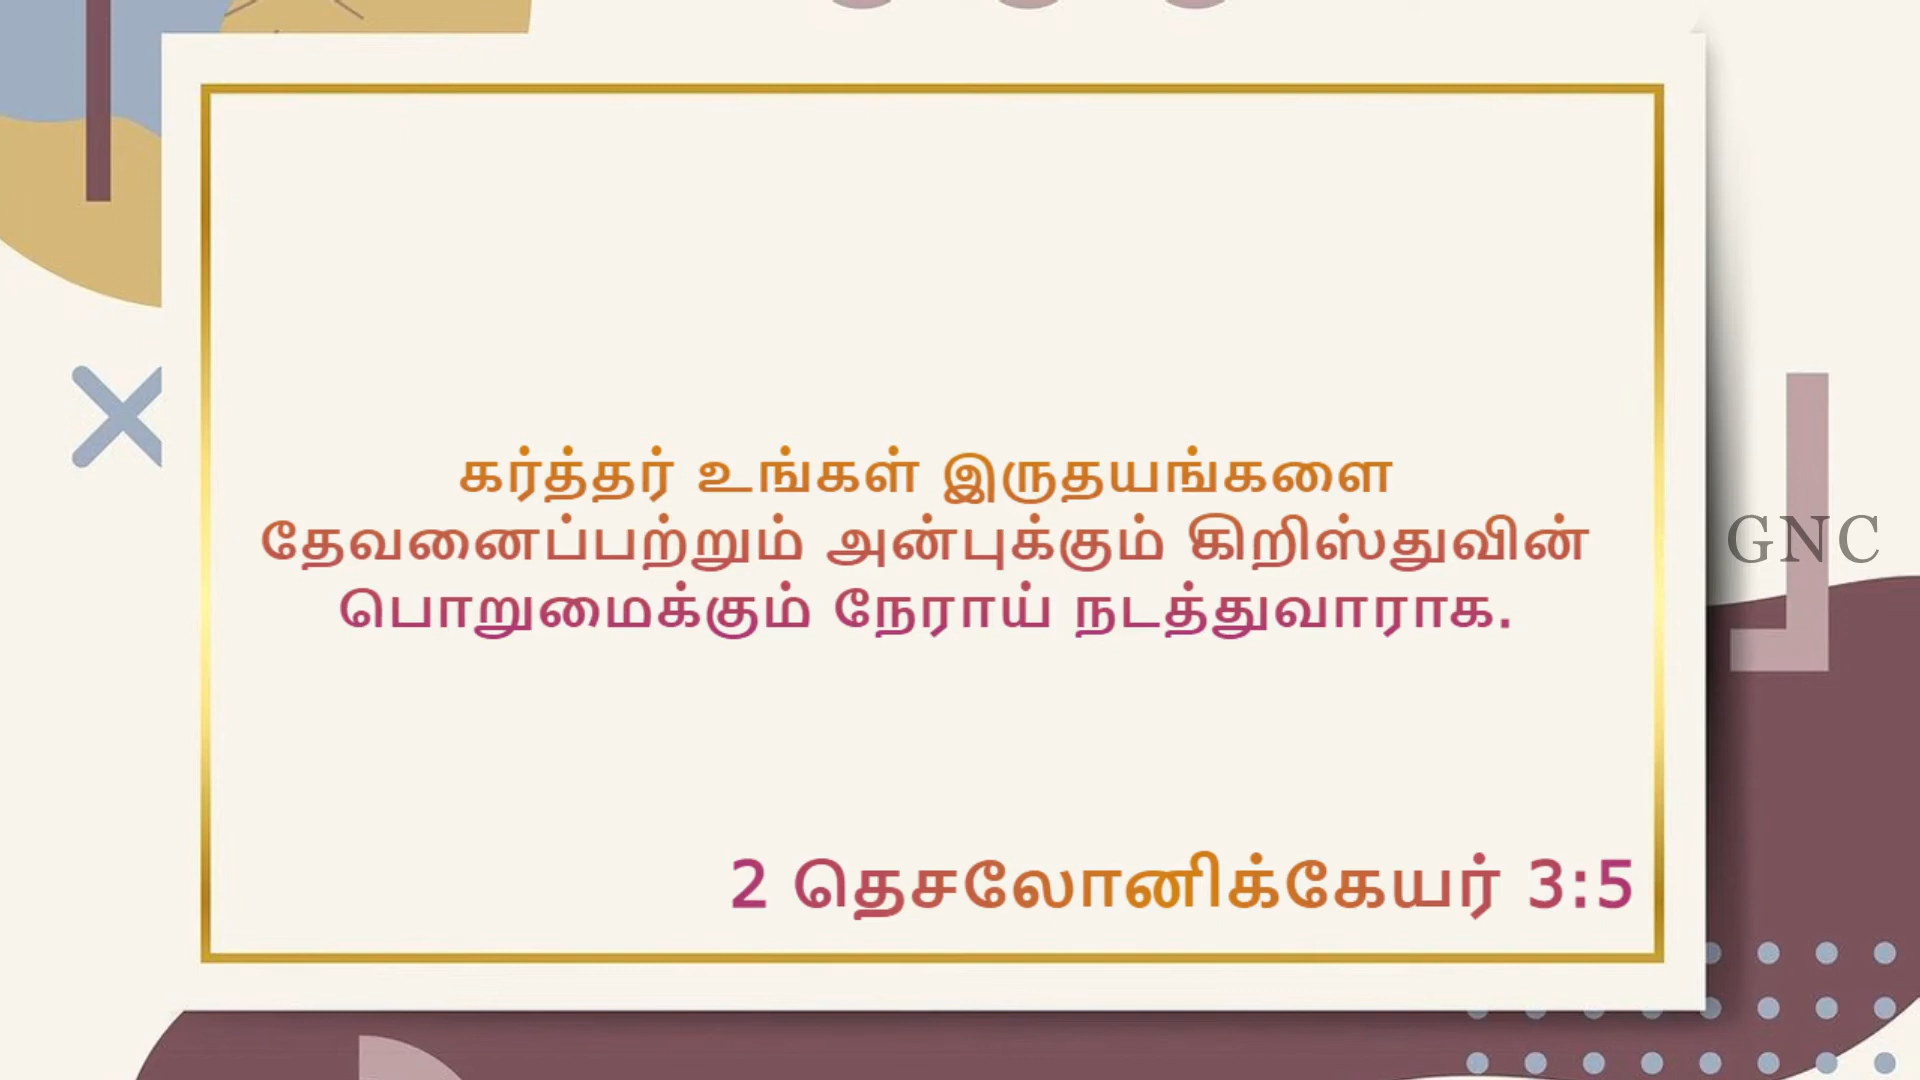 கர்த்தர் உங்கள் இருதயங்களை
தேவனைப்பற்றும் அன்புக்கும் கிறிஸ்துவின்
பொறுமைக்கும் நேராய் நடத்துவாராக.
2 தெசலோனிக்கேயர் 3:5
GNC